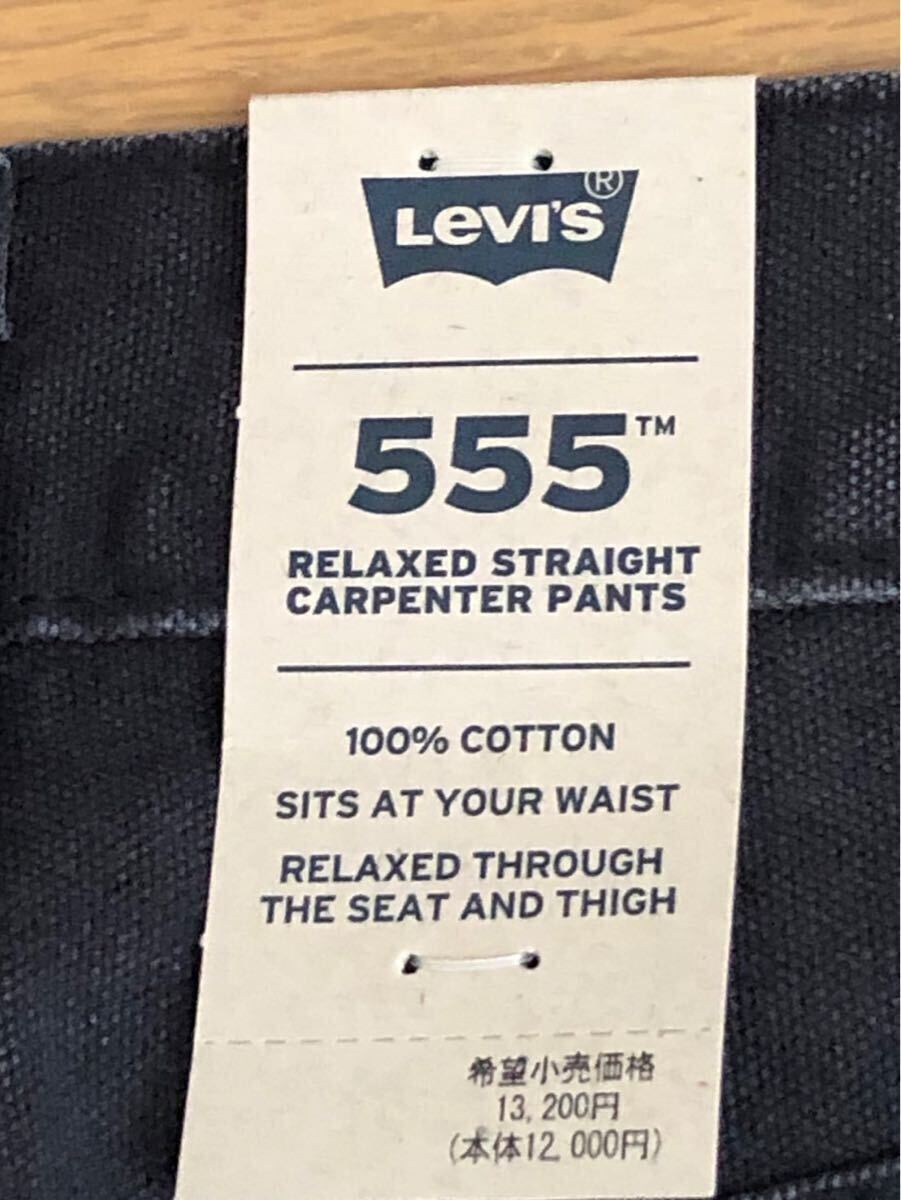 LEVI'S®
555™
RELAXED STRAIGHT
CARPENTER PANTS
100% COTTON
SITS AT YOUR WAIST
RELAXED THROUGH
THE SEAT AND THIGH
希望小売価格
13,200円
(本体12,000円)